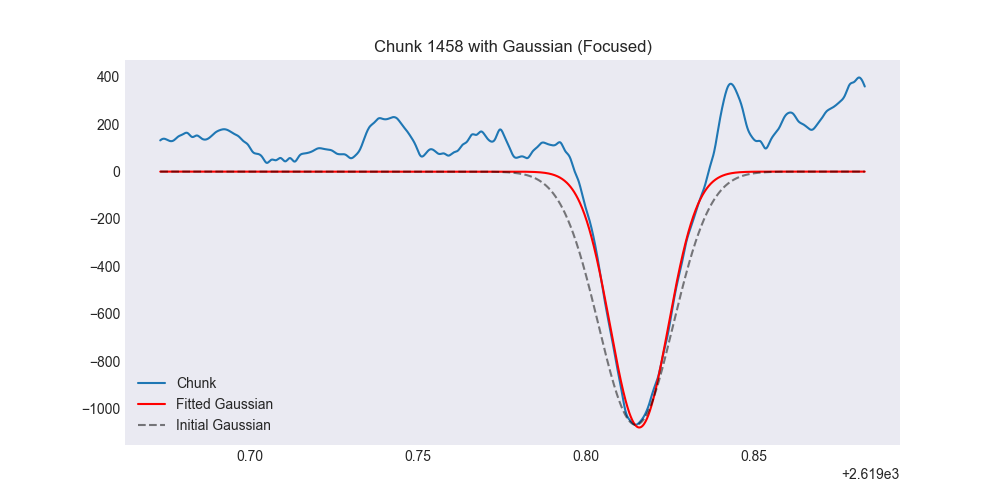 Chunk 1458 with Gaussian (Focused)
400
200
0
−200
−400
−600
−800
−1000
Chunk
Fitted Gaussian
Initial Gaussian
0.70 0.75 0.80 0.85
+2.619e3